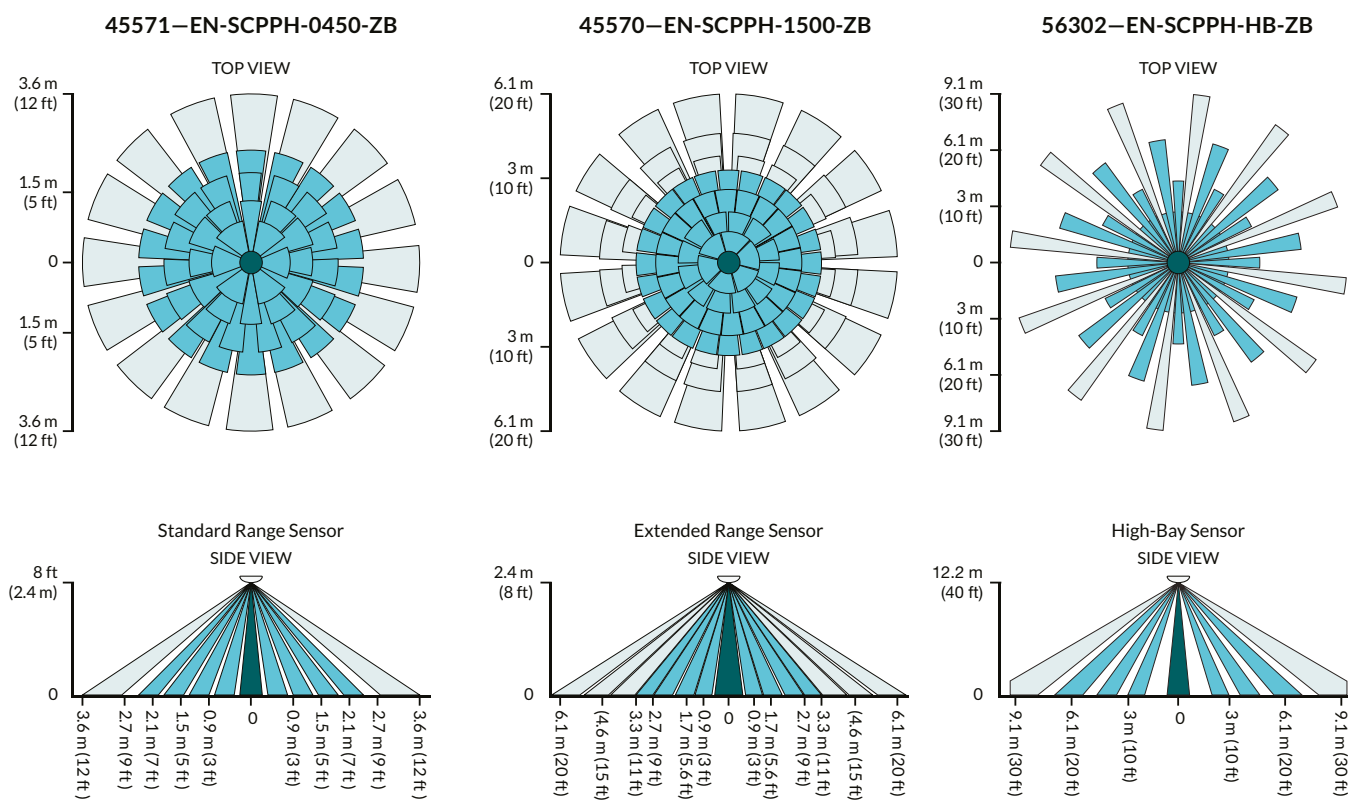 45571—EN-SCPPH-0450-ZB
TOP VIEW
3.6 m
(12 ft)
1.5 m
(5 ft)
0
1.5 m
(5 ft)
3.6 m
(12 ft)
Standard Range Sensor
SIDE VIEW
8 ft
(2.4 m)
0
3.6 m (12 ft )
2.7 m (9 ft)
2.1 m (7 ft)
1.5 m (5 ft)
0.9 m (3 ft)
0
0.9 m (3 ft)
1.5 m (5 ft)
2.1 m (7 ft)
2.7 m (9 ft)
3.6 m (12 ft )
45570—EN-SCPPH-1500-ZB
TOP VIEW
6.1 m
(20 ft)
3 m
(10 ft)
0
3 m
(10 ft)
6.1 m
(20 ft)
Extended Range Sensor
SIDE VIEW
2.4 m
(8 ft)
0
6.1 m (20 ft)
(4.6 m (15 ft)
3.3 m (11 ft)
2.7 m (9 ft)
1.7 m (5.6 ft)
0.9 m (3 ft)
0
0.9 m (3 ft)
1.7 m (5.6 ft)
2.7 m (9 ft)
3.3 m (11 ft)
(4.6 m (15 ft)
6.1 m (20 ft)
56302—EN-SCPPH-HB-ZB
TOP VIEW
9.1 m
(30 ft)
6.1 m
(20 ft)
3 m
(10 ft)
0
3 m
(10 ft)
6.1 m
(20 ft)
9.1 m
(30 ft)
High-Bay Sensor
SIDE VIEW
12.2 m
(40 ft)
0
9.1 m (30 ft)
6.1 m (20 ft)
3 m (10 ft)
0
3 m (10 ft)
6.1 m (20 ft)
9.1 m (30 ft)